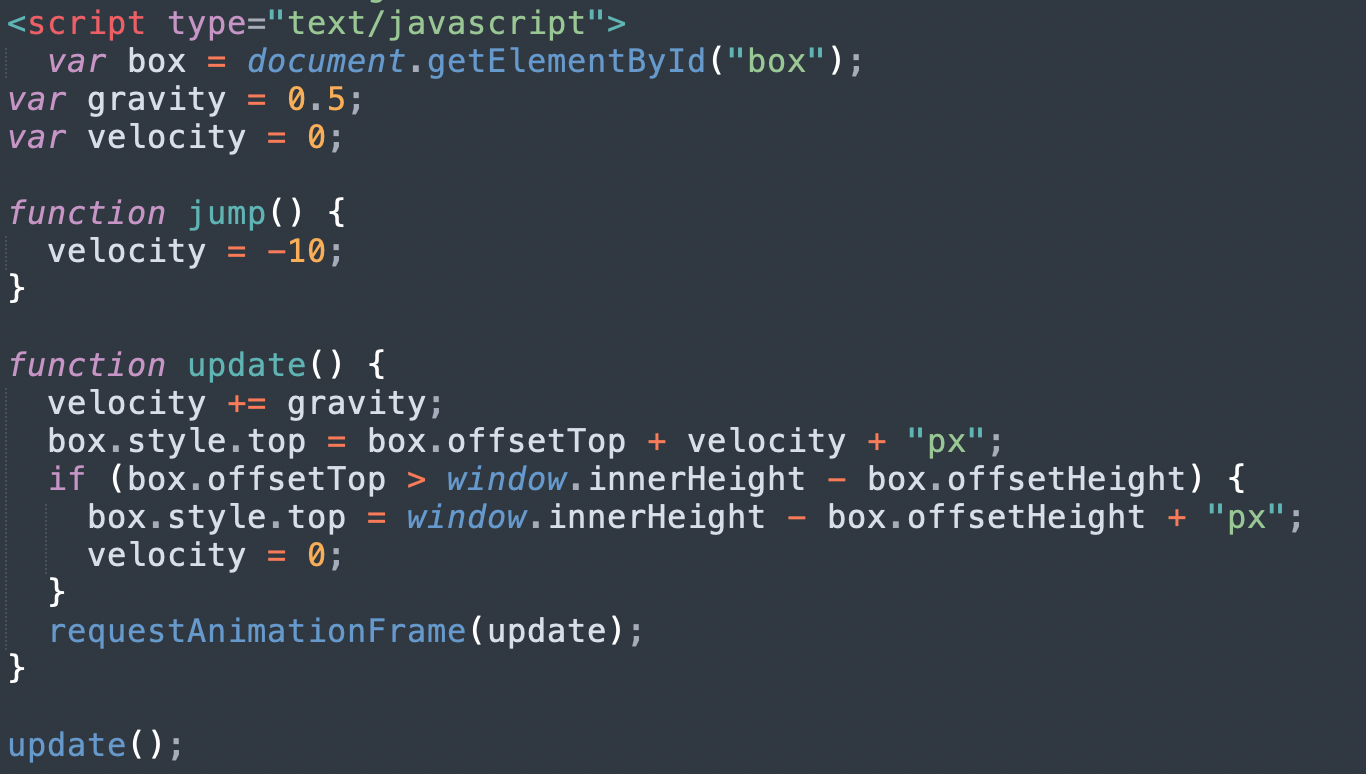 <script type="text/javascript">
  var box = document.getElementById("box");
var gravity = 0.5;
var velocity = 0;

function jump() {
  velocity = -10;
}

function update() {
  velocity += gravity;
  box.style.top = box.offsetTop + velocity + "px";
  if (box.offsetTop > window.innerHeight - box.offsetHeight) {
    box.style.top = window.innerHeight - box.offsetHeight + "px";
    velocity = 0;
  }
  requestAnimationFrame(update);
}

update();